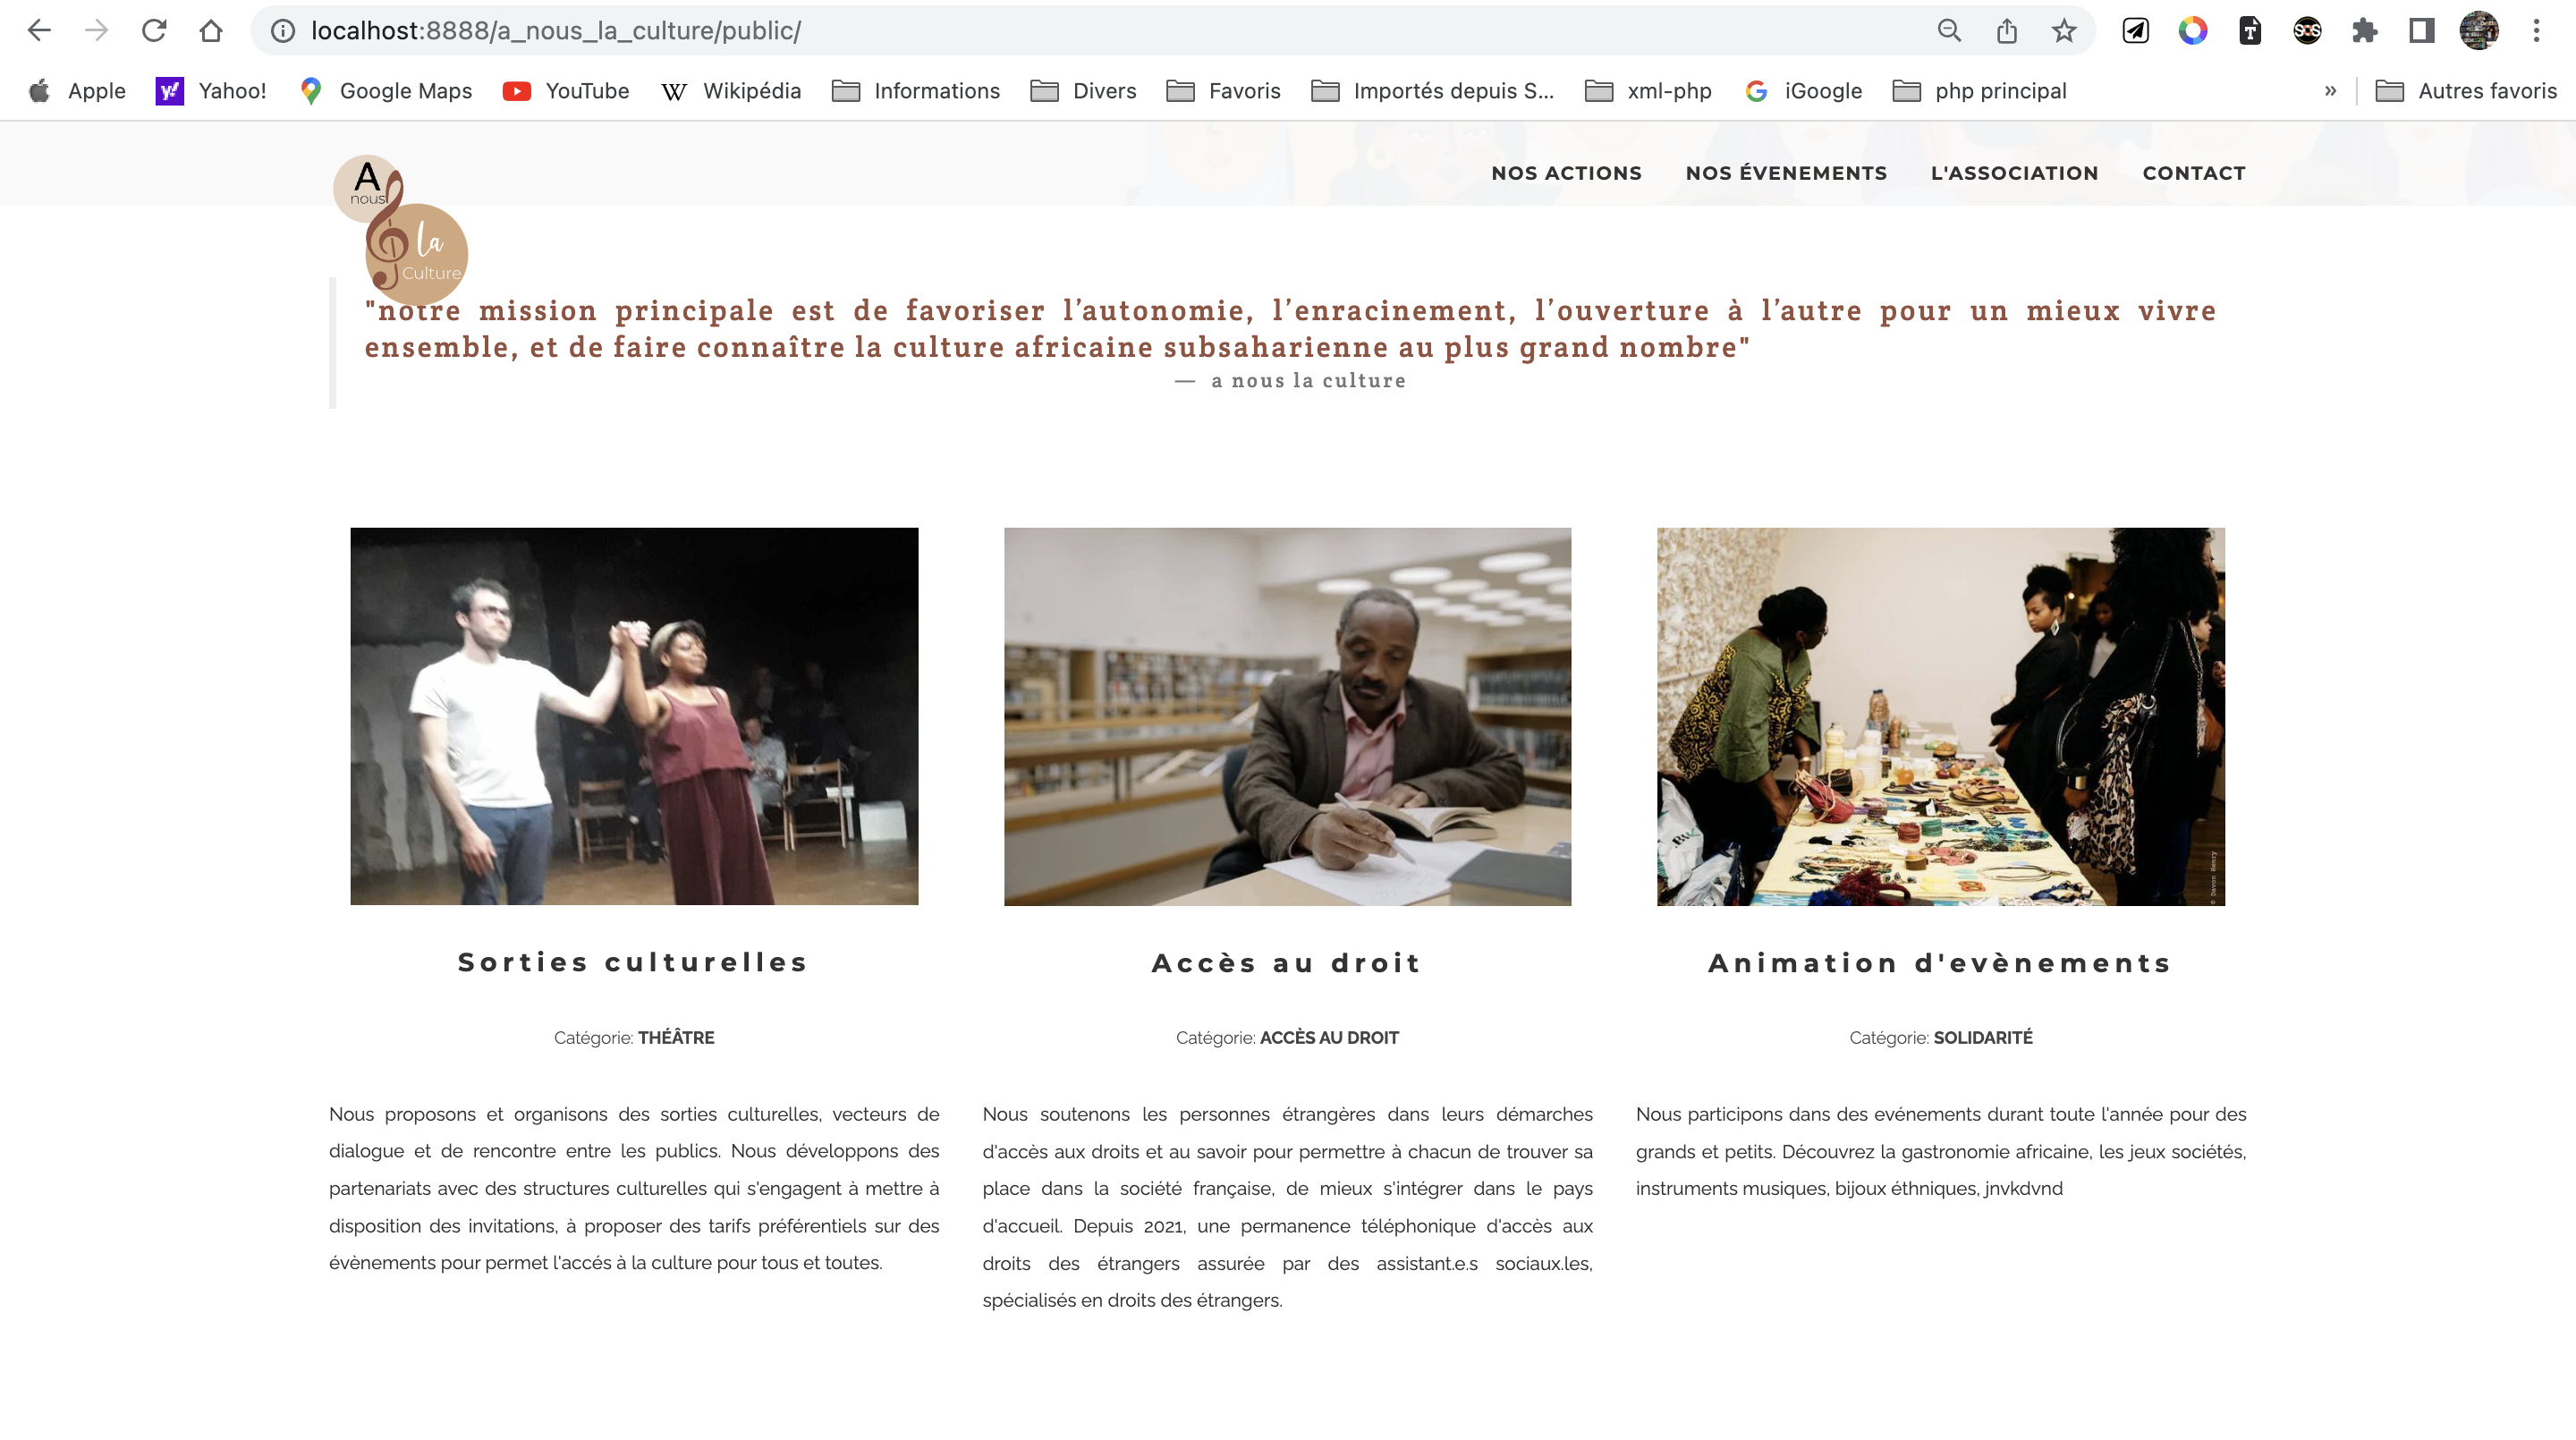 localhost:8888/a_nous_la_culture/public/
Apple
Yahoo!
Google Maps
YouTube
W Wikipédia
Informations
Divers
Favoris
Importés depuis S...
xml-php
iGoogle
php principal
»
Autres favoris
A
nous
la
Culture
NOS ACTIONS
NOS ÉVENEMENTS
L'ASSOCIATION
CONTACT
"notre mission principale est de favoriser l’autonomie, l’enracinement, l’ouverture à l’autre pour un mieux vivre
ensemble, et de faire connaître la culture africaine subsaharienne au plus grand nombre"
— a nous la culture
© Davon Henry
Sorties culturelles
Catégorie: THÉÂTRE
Nous proposons et organisons des sorties culturelles, vecteurs de
dialogue et de rencontre entre les publics. Nous développons des
partenariats avec des structures culturelles qui s'engagent à mettre à
disposition des invitations, à proposer des tarifs préférentiels sur des
évènements pour permet l'accés à la culture pour tous et toutes.
Accès au droit
Catégorie: ACCÈS AU DROIT
Nous soutenons les personnes étrangères dans leurs démarches
d'accès aux droits et au savoir pour permettre à chacun de trouver sa
place dans la société française, de mieux s'intégrer dans le pays
d'accueil. Depuis 2021, une permanence téléphonique d'accès aux
droits des étrangers assurée par des assistant.e.s sociaux.les,
spécialisés en droits des étrangers.
Animation d'evènements
Catégorie: SOLIDARITÉ
Nous participons dans des evénements durant toute l'année pour des
grands et petits. Découvrez la gastronomie africaine, les jeux sociétés,
instruments musiques, bijoux éthniques, jnvkdvnd